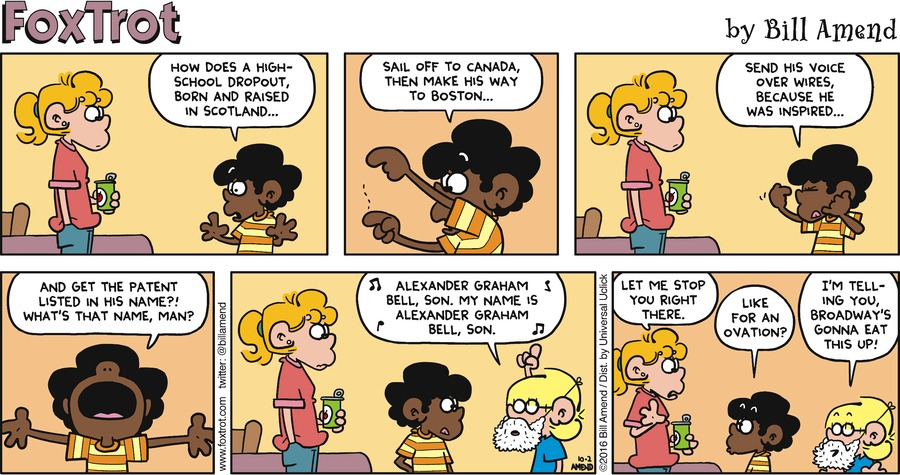 FOXTROT
by Bill Amend
HOW DOES A HIGH-
SCHOOL DROPOUT,
BORN AND RAISED
IN SCOTLAND...
SAIL OFF TO CANADA,
THEN MAKE HIS WAY
TO BOSTON...
SEND HIS VOICE
OVER WIRES,
BECAUSE HE
WAS INSPIRED...
AND GET THE PATENT
LISTED IN HIS NAME?!
WHAT'S THAT NAME, MAN?
www.foxtrot.com twitter: @billamend
ALEXANDER GRAHAM
BELL, SON. MY NAME IS
ALEXANDER GRAHAM
BELL, SON.
10-2
AMEND
©2016 Bill Amend / Dist. by Universal Uclick
LET ME STOP
YOU RIGHT
THERE.
LIKE
FOR AN
OVATION?
I'M TELL-
ING YOU,
BROADWAY'S
GONNA EAT
THIS UP!